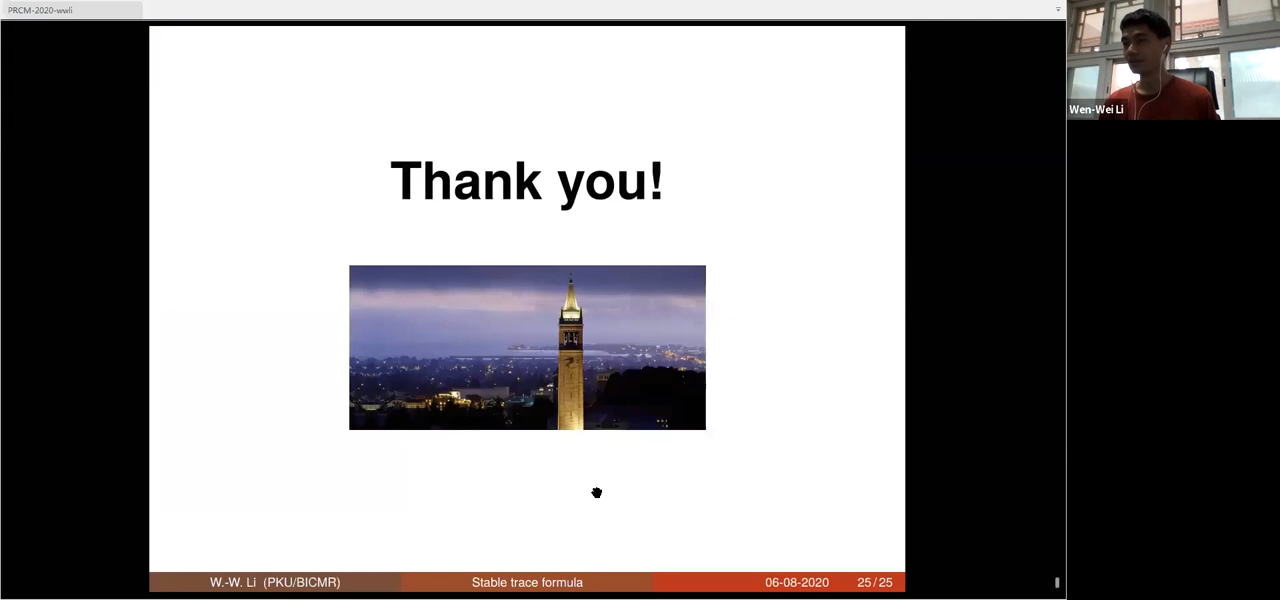 PRCM-2020-wwli
Wen-Wei Li
Thank you!
W.-W. Li (PKU/BICMR)
Stable trace formula
06-08-2020
25/25